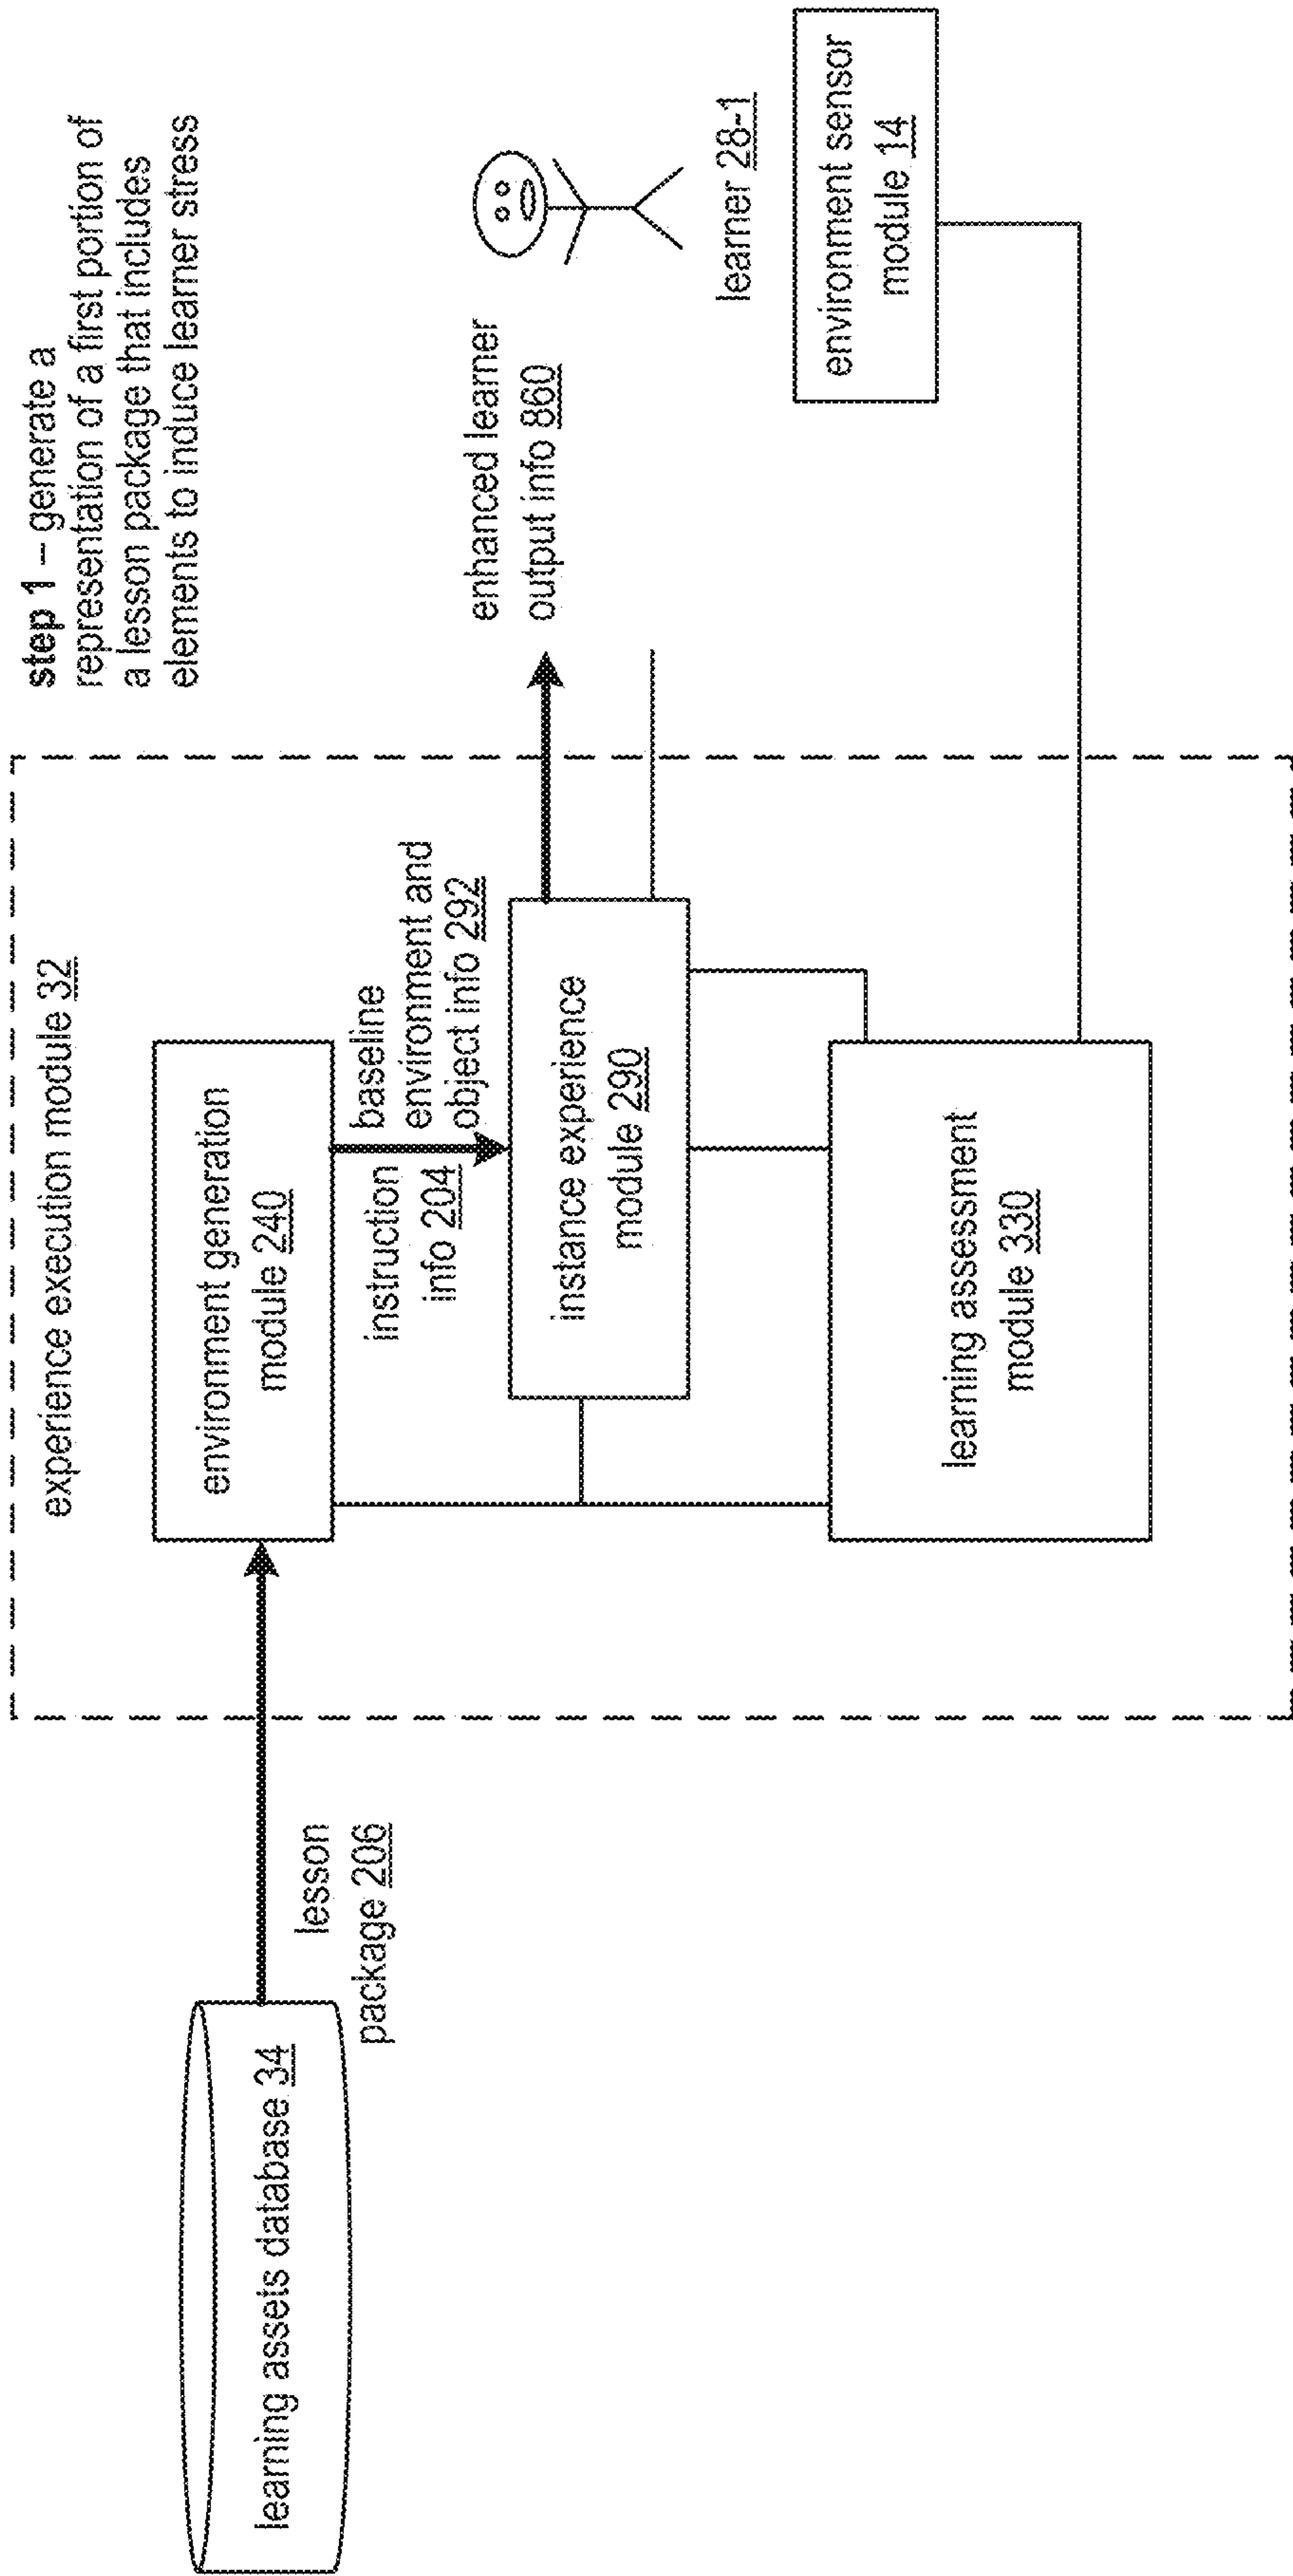 step 1 – generate a
representation of a first portion of
a lesson package that includes
elements to induce learner stress
experience execution module 32
learning assets database 34
lesson
package 206
environment generation
module 240
instruction
info 204
baseline
environment and
object info 292
instance experience
module 290
enhanced learner
output info 860
learner 28-1
learning assessment
module 330
environment sensor
module 14